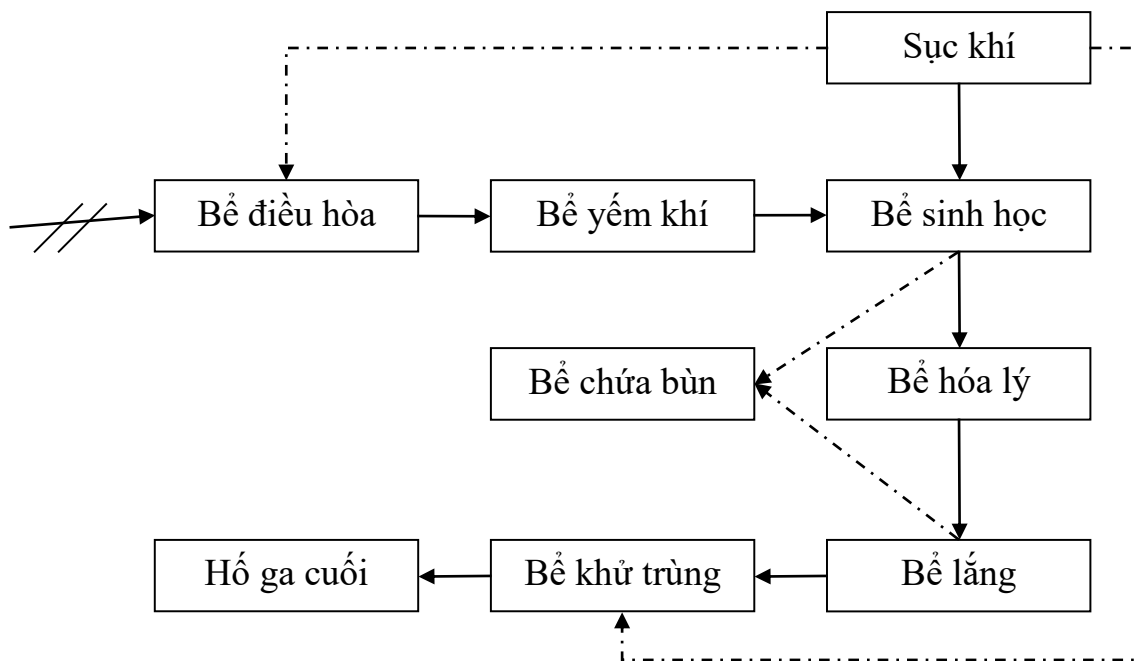 Sục khí
Bể điều hòa
Bể yếm khí
Bể sinh học
Bể chứa bùn
Bể hóa lý
Hố ga cuối
Bể khử trùng
Bể lắng